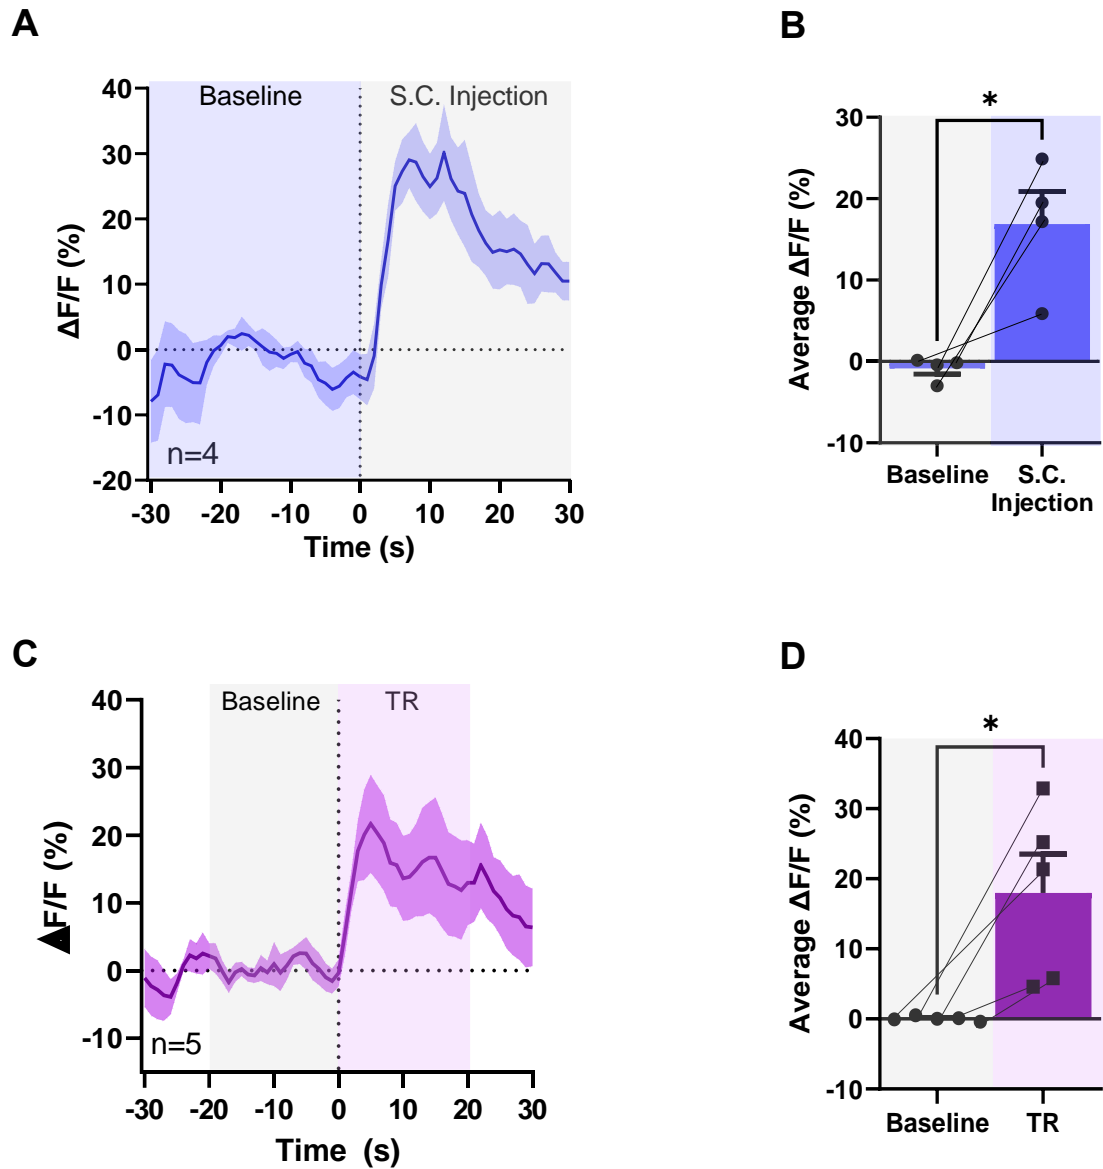 A
B
40
30
20
10
0
-10
-20
ΔF/F (%)
Baseline
S.C. Injection
n=4
-30
-20
-10
0
10
20
30
Time (s)
30
20
10
0
-10
Average ΔF/F (%)
*
Baseline
S.C.
Injection
C
D
40
30
20
10
0
-10
ΔF/F (%)
Baseline
TR
n=5
-30
-20
-10
0
10
20
30
Time (s)
40
30
20
10
0
-10
Average ΔF/F (%)
*
Baseline
TR